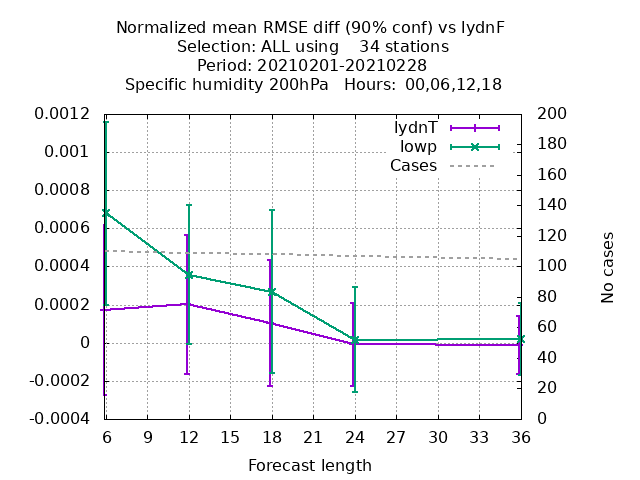 Normalized mean RMSE diff (90% conf) vs lydnF
Selection: ALL using    34 stations
Period: 20210201-20210228
Specific humidity 200hPa   Hours: 00,06,12,18
lydnT
lowp
Cases
0.0012
0.001
0.0008
0.0006
0.0004
0.0002
0
-0.0002
-0.0004
200
180
160
140
120
100
80
60
40
20
0
No cases
6 9 12 15 18 21 24 27 30 33 36
Forecast length